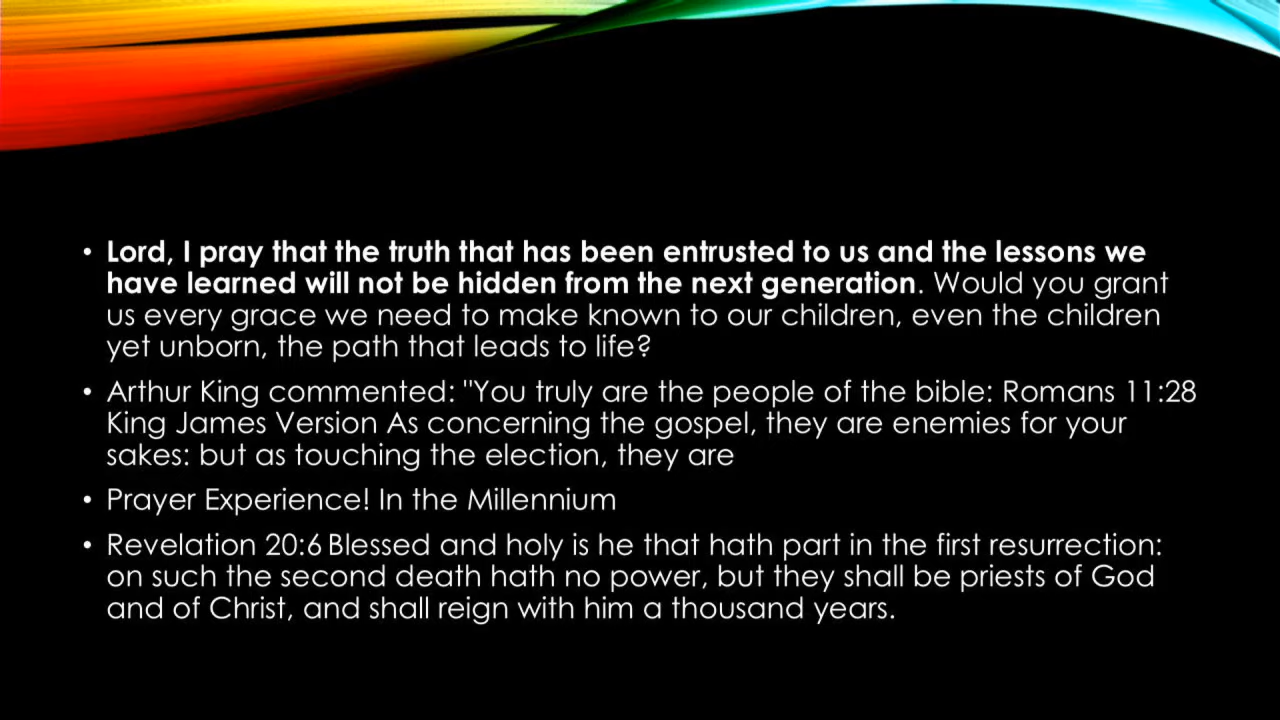 • Lord, I pray that the truth that has been entrusted to us and the lessons we
have learned will not be hidden from the next generation. Would you grant
us every grace we need to make known to our children, even the children
yet unborn, the path that leads to life?
• Arthur King commented: "You truly are the people of the bible: Romans 11:28
King James Version As concerning the gospel, they are enemies for your
sakes: but as touching the election, they are
• Prayer Experience! In the Millennium
• Revelation 20:6 Blessed and holy is he that hath part in the first resurrection:
on such the second death hath no power, but they shall be priests of God
and of Christ, and shall reign with him a thousand years.